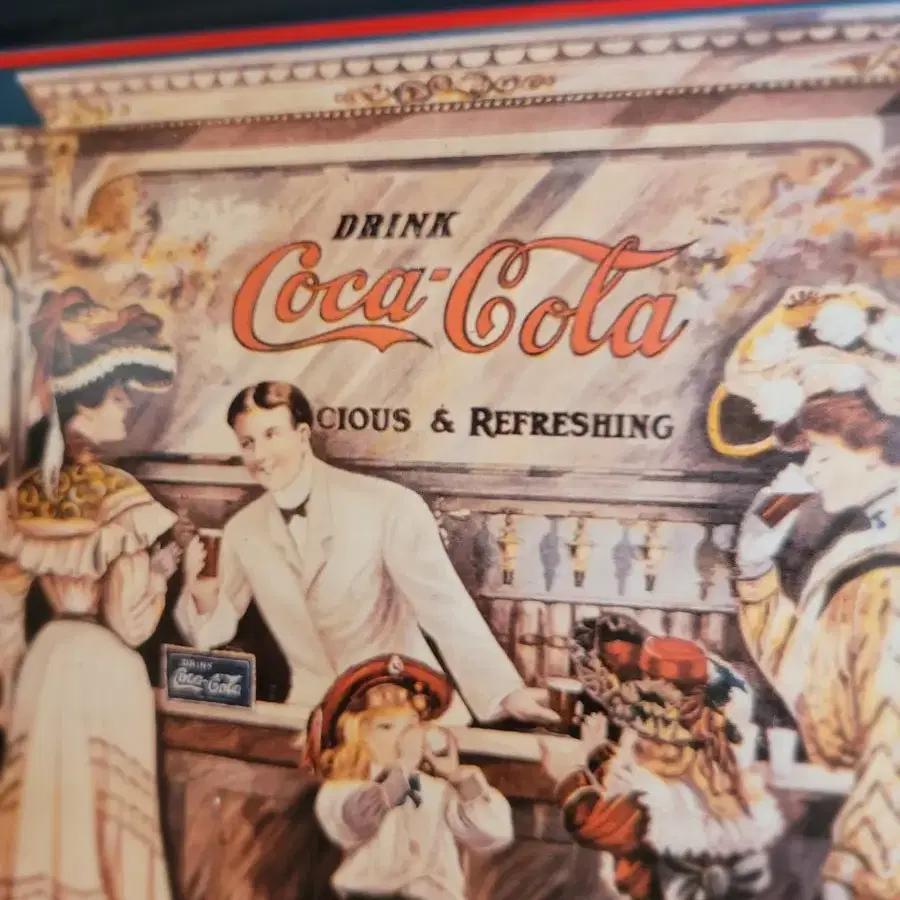 DRINK
Coca-Cola
CIOUS & REFRESHING
DRINK
Coca-Cola